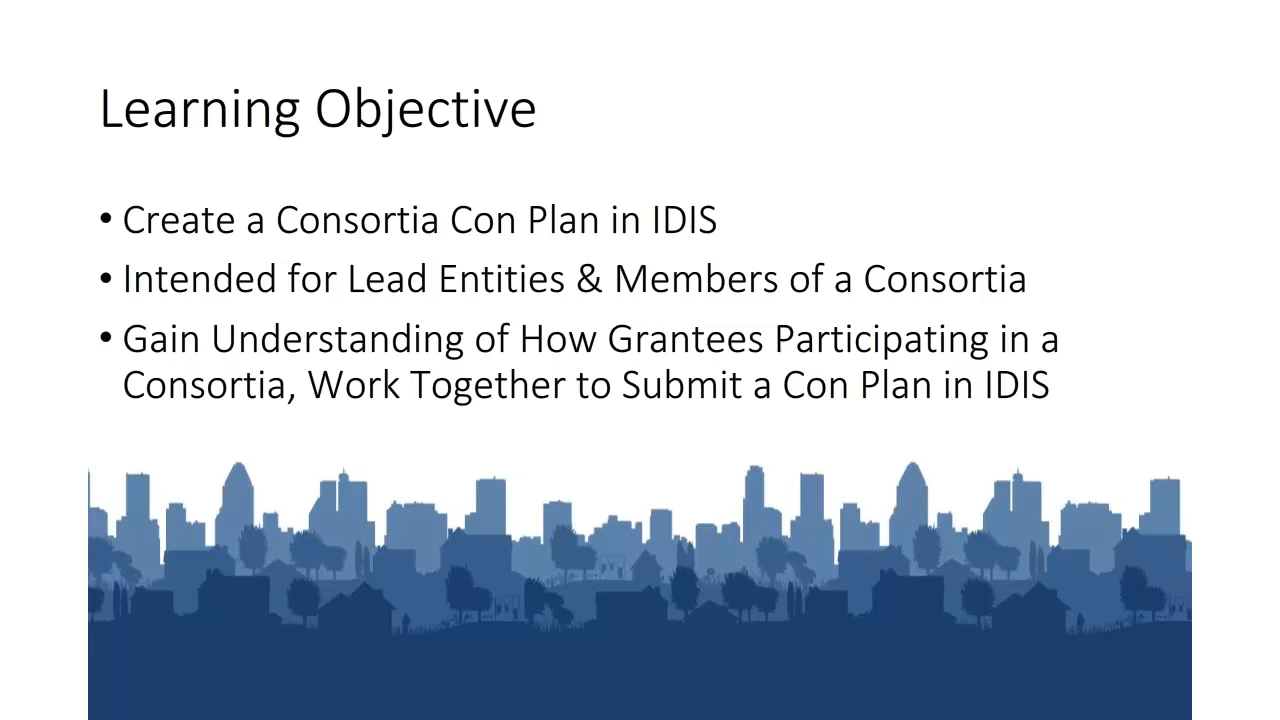 Learning Objective
• Create a Consortia Con Plan in IDIS
• Intended for Lead Entities & Members of a Consortia
• Gain Understanding of How Grantees Participating in a
Consortia, Work Together to Submit a Con Plan in IDIS